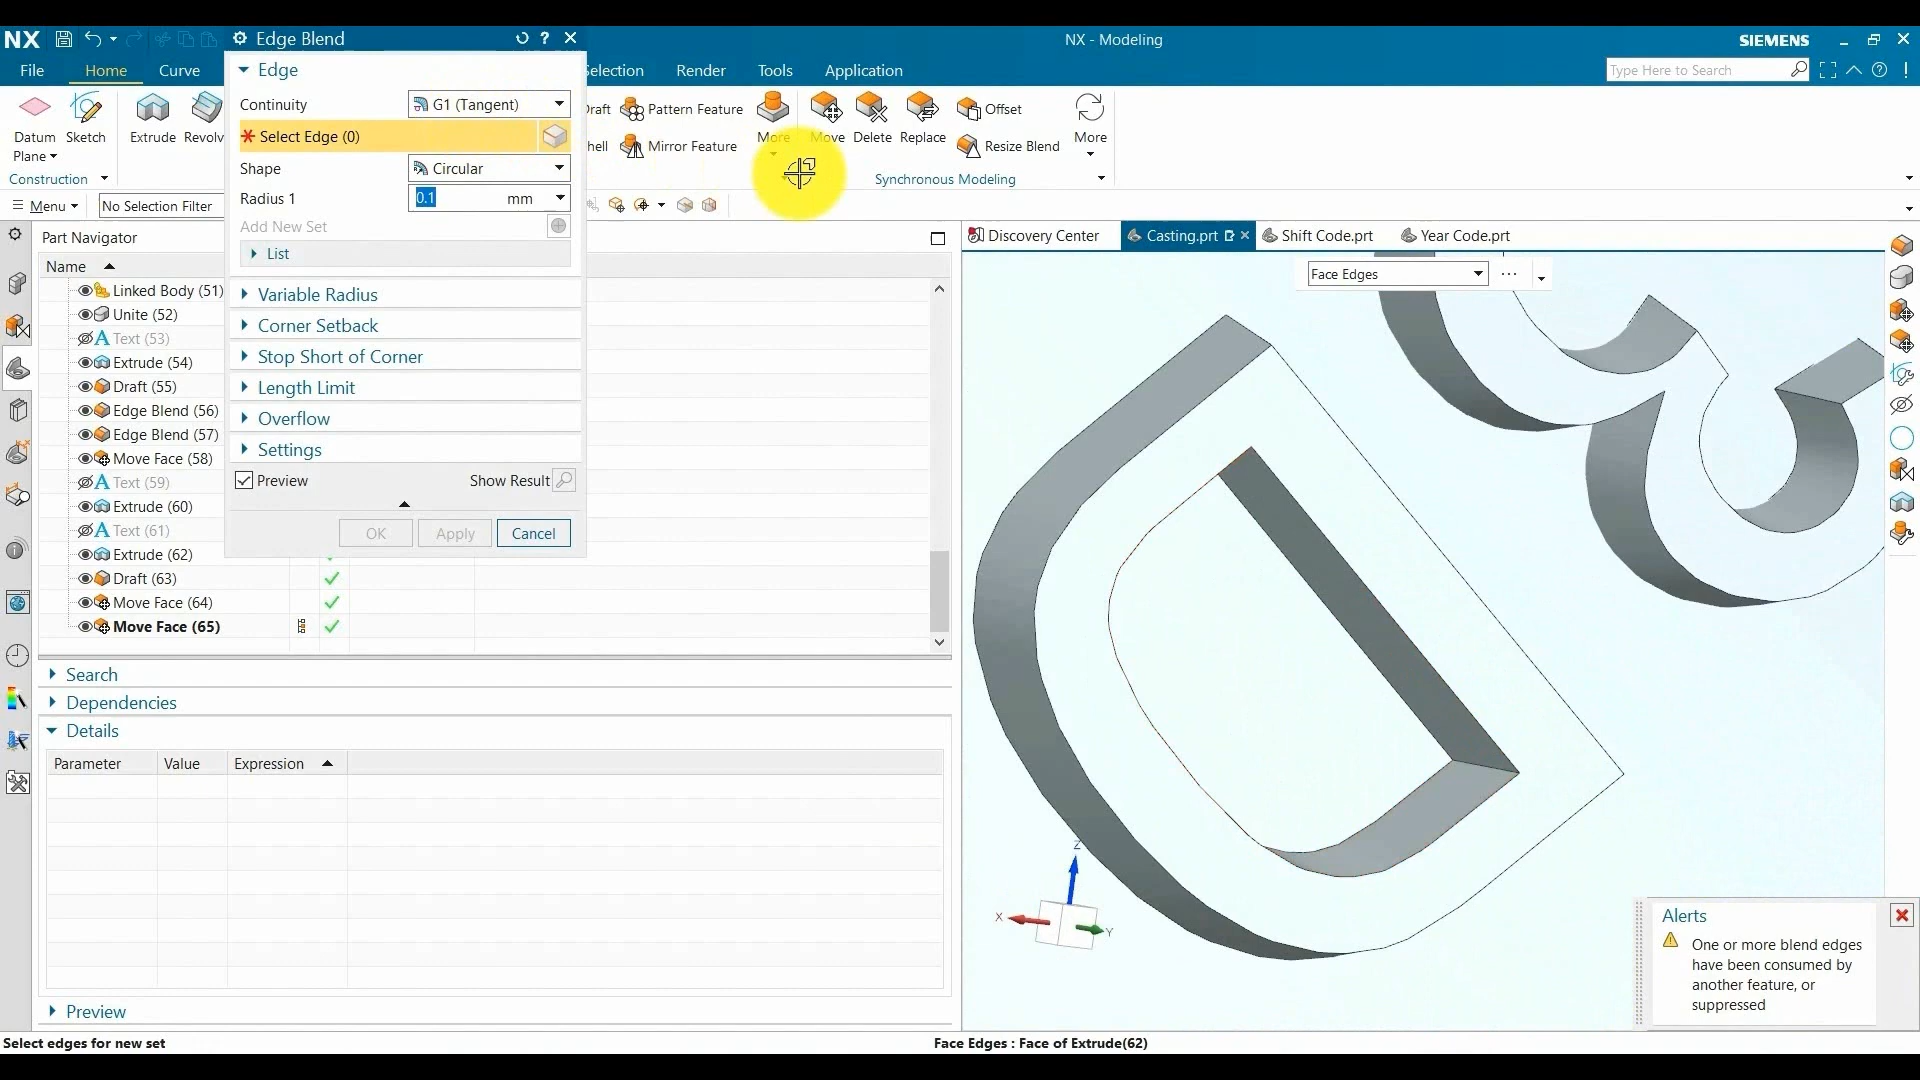 NX
Edge Blend
NX - Modeling
SIEMENS
File
Home
Curve
Selection
Render
Tools
Application
Type Here to Search
Datum
Plane
Sketch
Extrude
Revolv
Construction
Pattern Feature
Mirror Feature
More
Move
Delete
Replace
Offset
Resize Blend
More
Synchronous Modeling
Menu
No Selection Filter
Edge
Continuity
G1 (Tangent)
* Select Edge (0)
Shape
Circular
Radius 1
0.1
mm
Add New Set
List
Variable Radius
Corner Setback
Stop Short of Corner
Length Limit
Overflow
Settings
Preview
Show Result
OK
Apply
Cancel
Part Navigator
Name
Linked Body (51)
Unite (52)
Text (53)
Extrude (54)
Draft (55)
Edge Blend (56)
Edge Blend (57)
Move Face (58)
Text (59)
Extrude (60)
Text (61)
Extrude (62)
Draft (63)
Move Face (64)
Move Face (65)
Search
Dependencies
Details
Parameter
Value
Expression
Preview
Discovery Center
Casting.prt
Shift Code.prt
Year Code.prt
Face Edges
Z
X
Y
Alerts
One or more blend edges
have been consumed by
another feature, or
suppressed
Select edges for new set
Face Edges : Face of Extrude(62)